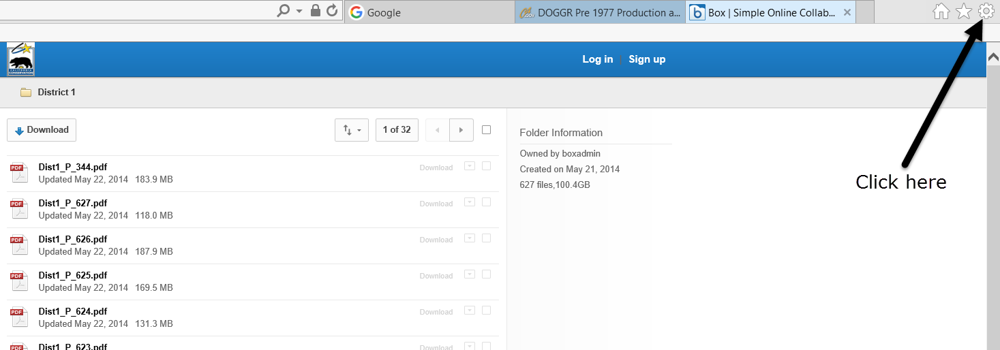 Google
DOGGR Pre 1977 Production a...
Box | Simple Online Collab...
CALIFORNIA
CONSERVATION
Log in
Sign up
District 1
Download
1 of 32
Folder Information
Owned by boxadmin
Created on May 21, 2014
627 files,100.4GB
Click here
PDF
Dist1_P_344.pdf
Download
Updated May 22, 2014 183.9 MB
PDF
Dist1_P_627.pdf
Download
Updated May 22, 2014 118.0 MB
PDF
Dist1_P_626.pdf
Download
Updated May 22, 2014 187.9 MB
PDF
Dist1_P_625.pdf
Download
Updated May 22, 2014 169.5 MB
PDF
Dist1_P_624.pdf
Download
Updated May 22, 2014 131.3 MB
PDF
Dist1_P_623.pdf
Download